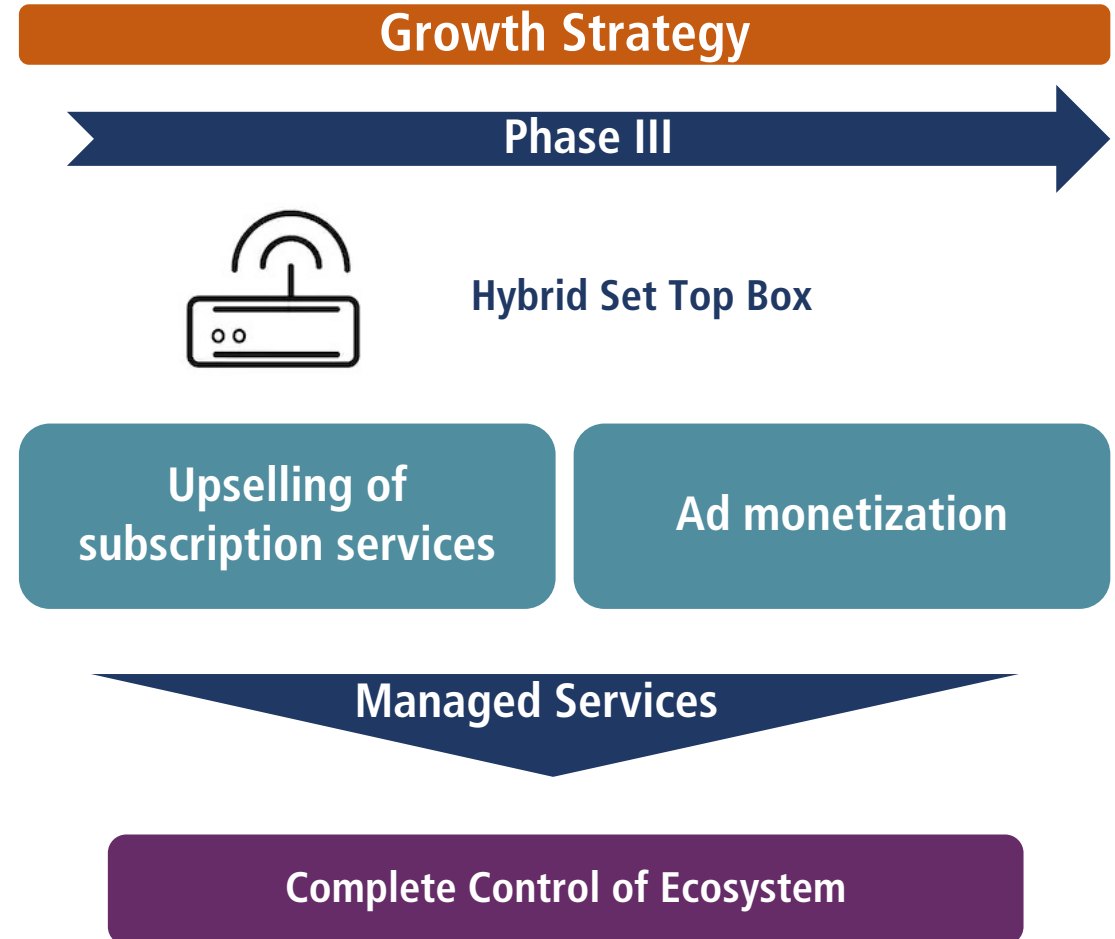 Growth Strategy
Phase III
Hybrid Set Top Box
Upselling of
subscription services
Ad monetization
Managed Services
Complete Control of Ecosystem